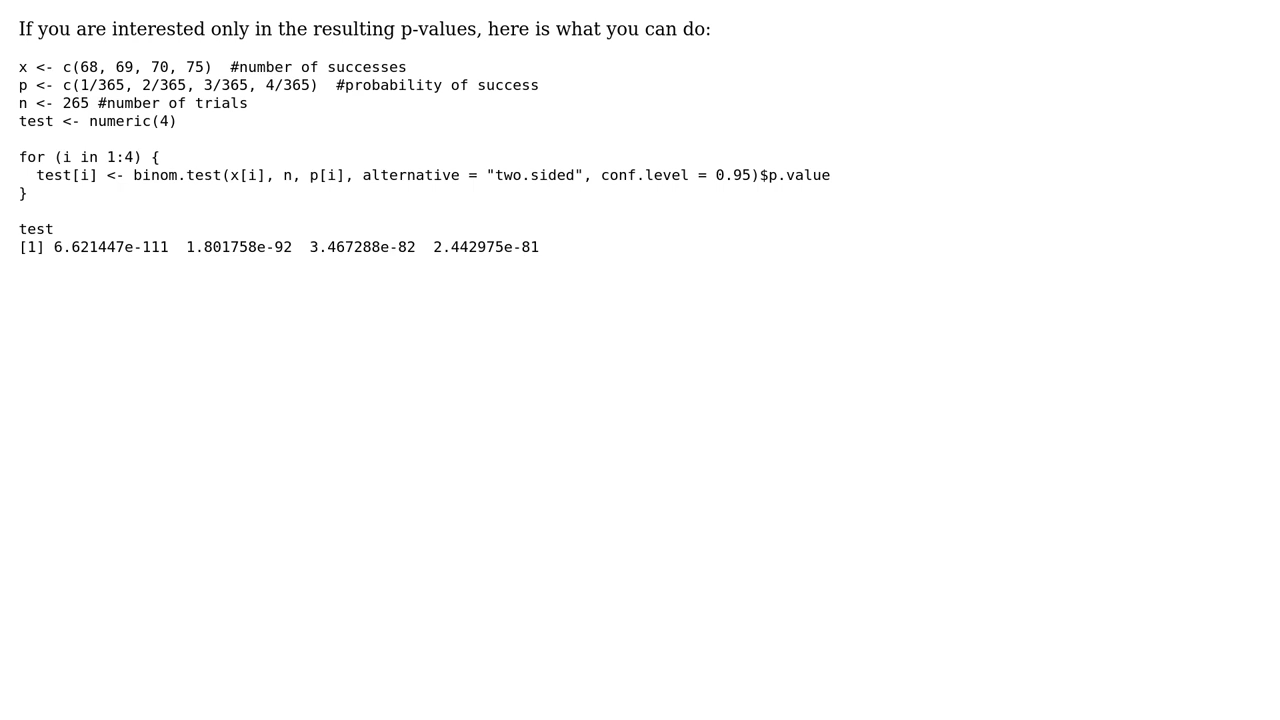 If you are interested only in the resulting p-values, here is what you can do:
x <- c(68, 69, 70, 75)  #number of successes
p <- c(1/365, 2/365, 3/365, 4/365)  #probability of success
n <- 265 #number of trials
test <- numeric(4)

for (i in 1:4) {
  test[i] <- binom.test(x[i], n, p[i], alternative = "two.sided", conf.level = 0.95)$p.value
}

test
[1] 6.621447e-111  1.801758e-92  3.467288e-82  2.442975e-81